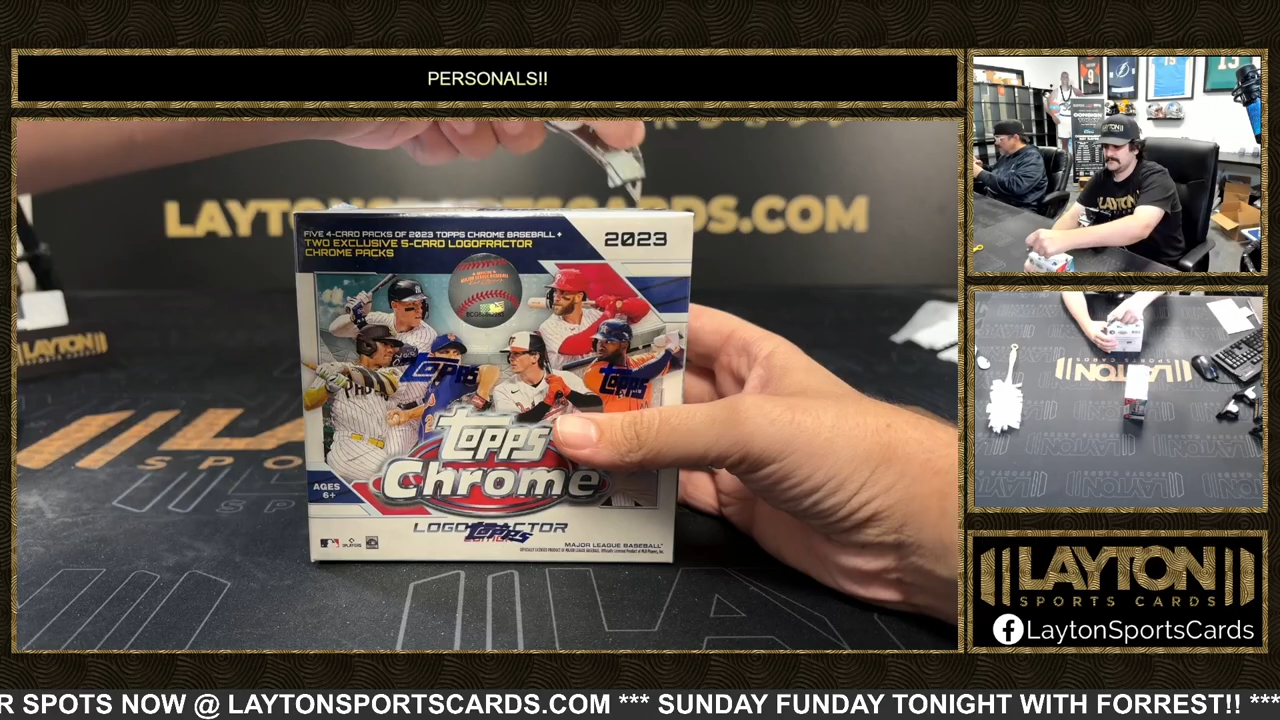 PERSONALS!!
LAYTONSPORTSCARDS.COM
FIVE 4-CARD PACKS OF 2023 TOPPS CHROME BASEBALL +
TWO EXCLUSIVE 5-CARD LOGOFRACTOR
CHROME PACKS
2023
topps
Chrome
AGES
6+
MAJOR LEAGUE BASEBALL
LAYTON
LAYTON
SPORTS CARDS
LaytonSportsCards
R SPOTS NOW @ LAYTONSPORTSCARDS.COM *** SUNDAY FUNDAY TONIGHT WITH FORREST!! ***